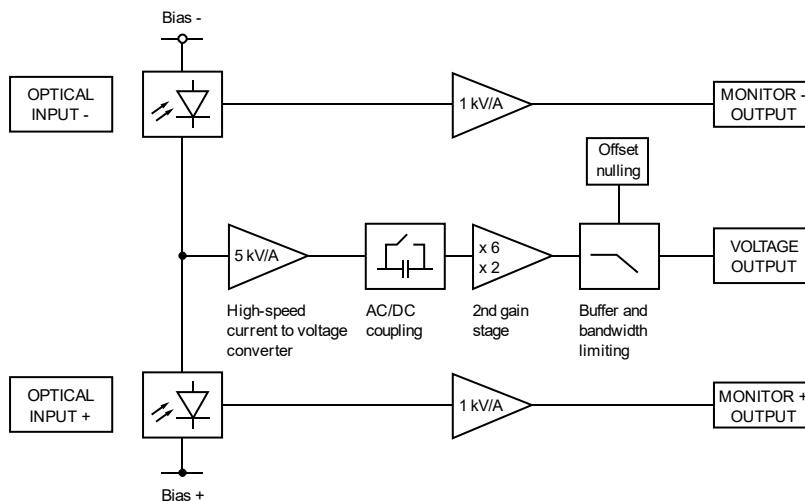 Bias -
OPTICAL
INPUT -
1 kV/A
MONITOR -
OUTPUT
Offset
nulling
5 kV/A
x 6
x 2
VOLTAGE
OUTPUT
High-speed
current to voltage
converter
AC/DC
coupling
2nd gain
stage
Buffer and
bandwidth
limiting
OPTICAL
INPUT +
1 kV/A
MONITOR +
OUTPUT
Bias +